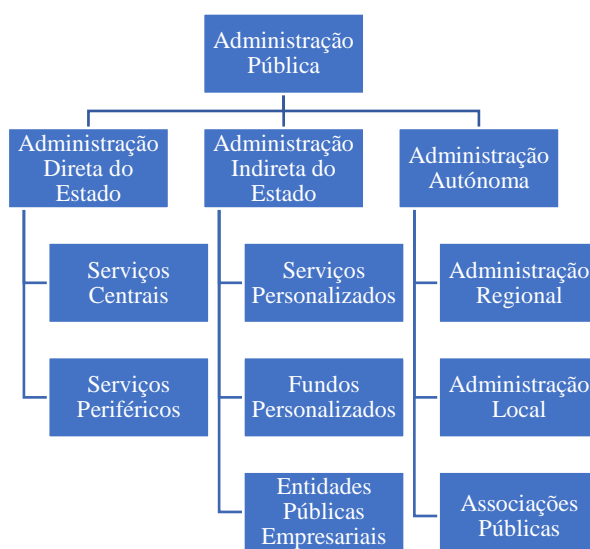 Administração
Pública
Administração
Direta do
Estado
Serviços
Centrais
Serviços
Periféricos
Administração
Indireta do
Estado
Serviços
Personalizados
Fundos
Personalizados
Entidades
Públicas
Empresariais
Administração
Autónoma
Administração
Regional
Administração
Local
Associações
Públicas